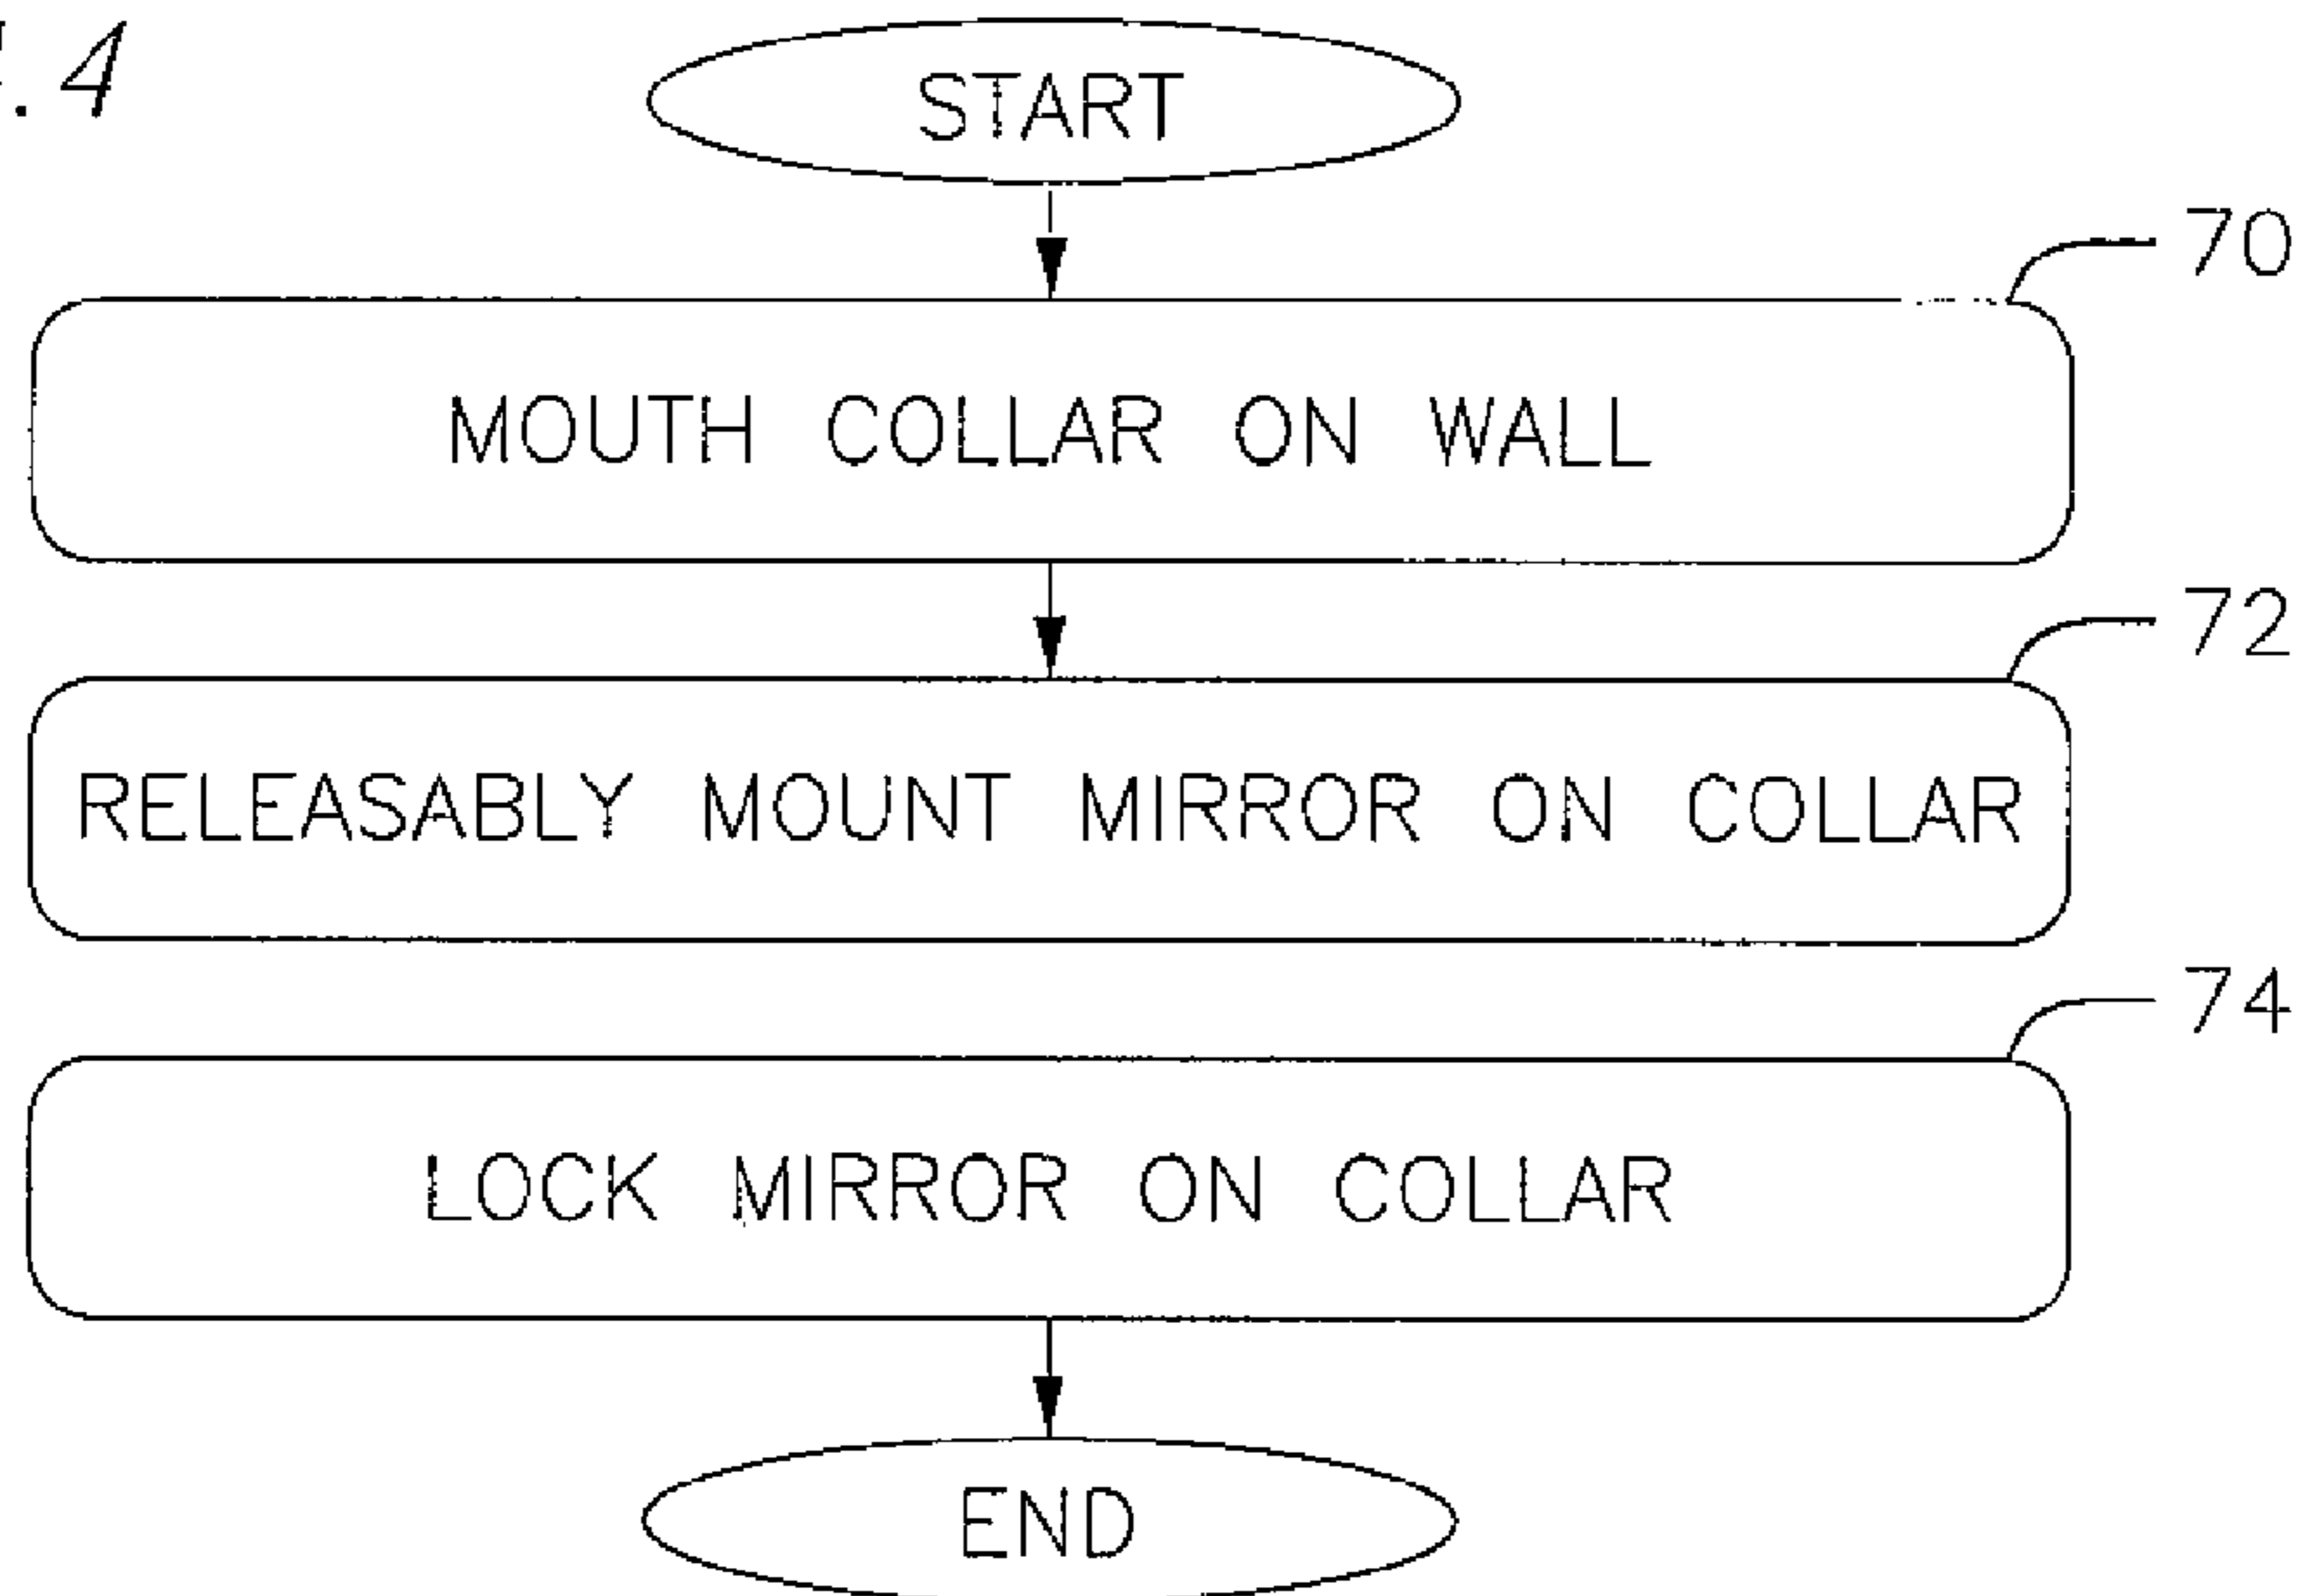 . 4
START
70
MOUTH COLLAR ON WALL
72
RELEASABLY MOUNT MIRROR ON COLLAR
74
LOCK MIRROR ON COLLAR
END